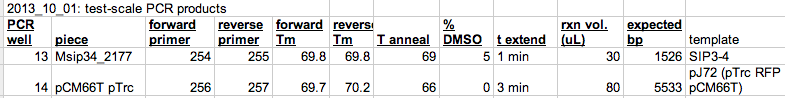 2013_10_01: test-scale PCR products
PCR well piece forward primer reverse primer forward Tm reverse Tm T anneal % DMSO t extend rxn vol. (uL) expected bp template
13 Msip34_2177 254 255 69.8 69.8 69 5 1 min 30 1526 SIP3-4
14 pCM66T pTrc 256 257 69.7 70.2 66 0 3 min 80 5533 pJ72 (pTrc RFP pCM66T)